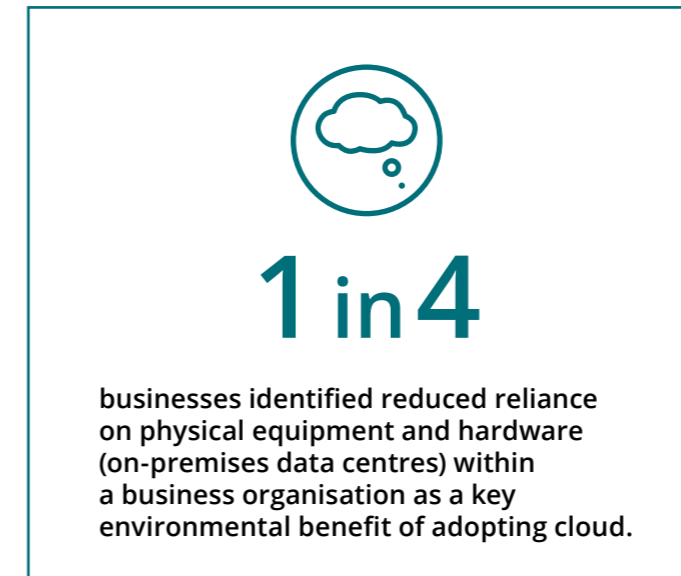 1 in 4
businesses identified reduced reliance
on physical equipment and hardware
(on-premises data centres) within
a business organisation as a key
environmental benefit of adopting cloud.